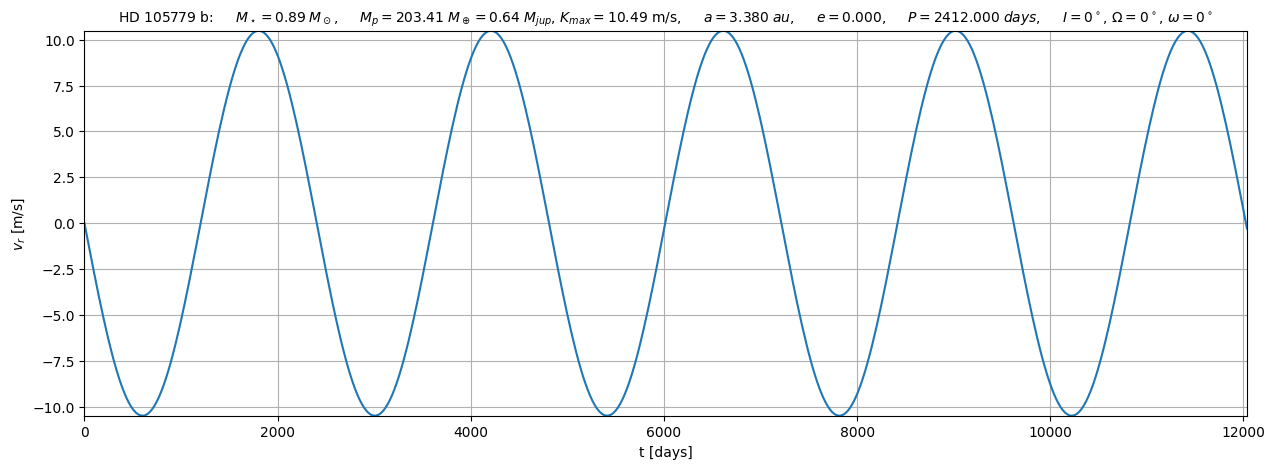 HD 105779 b: M⋆ = 0.89 M⊙, Mp = 203.41 M⊕ = 0.64 Mjup, Kmax = 10.49 m/s, a = 3.380 au, e = 0.000, P = 2412.000 days, I = 0°, Ω = 0°, ω = 0°
10.0
7.5
5.0
2.5
0.0
−2.5
−5.0
−7.5
−10.0
vr [m/s]
0 2000 4000 6000 8000 10000 12000
t [days]